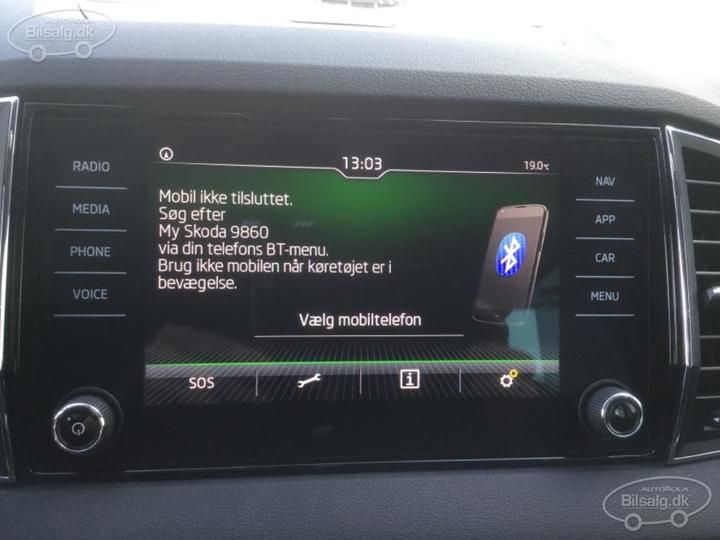 AUTOROLA
Bilsalg.dk
13:03
19.0°C
RADIO
MEDIA
PHONE
VOICE
Mobil ikke tilsluttet.
Søg efter
My Skoda 9860
via din telefons BT-menu.
Brug ikke mobilen når køretøjet er i
bevægelse.
Vælg mobiltelefon
SOS
NAV
APP
CAR
MENU
AUTOROLA
Bilsalg.dk